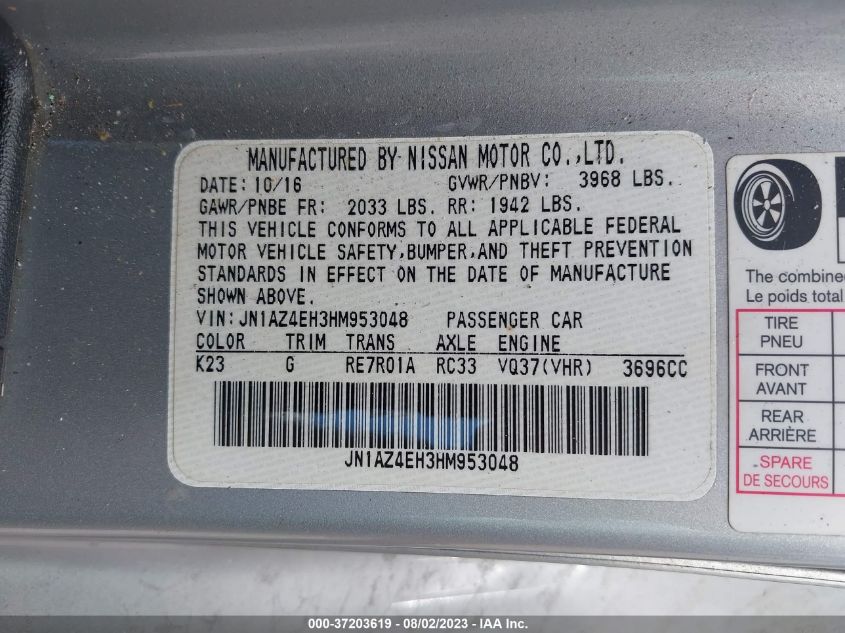 MANUFACTURED BY NISSAN MOTOR CO.,LTD.
DATE: 10/16 GVWR/PNBV: 3968 LBS.
GAWR/PNBE FR: 2033 LBS. RR: 1942 LBS.
THIS VEHICLE CONFORMS TO ALL APPLICABLE FEDERAL
MOTOR VEHICLE SAFETY,BUMPER,AND THEFT PREVENTION
STANDARDS IN EFFECT ON THE DATE OF MANUFACTURE
SHOWN ABOVE.
VIN: JN1AZ4EH3HM953048 PASSENGER CAR
COLOR TRIM TRANS AXLE ENGINE
K23 G RE7R01A RC33 VQ37(VHR) 3696CC
JN1AZ4EH3HM953048
The combine
Le poids total
TIRE
PNEU
FRONT
AVANT
REAR
ARRIÈRE
SPARE
DE SECOURS
000-37203619 - 08/02/2023 - IAA Inc.